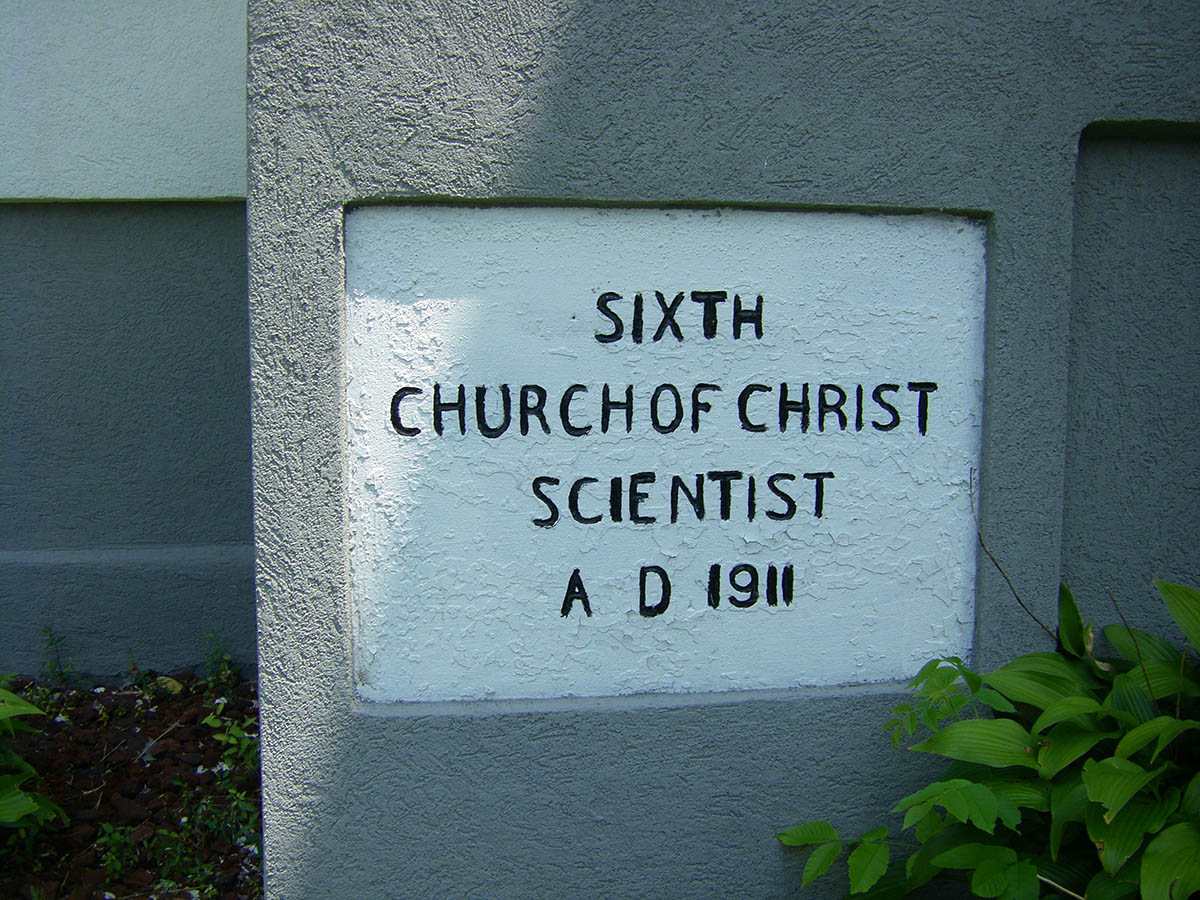 SIXTH
CHURCH OF CHRIST
SCIENTIST
A D 1911